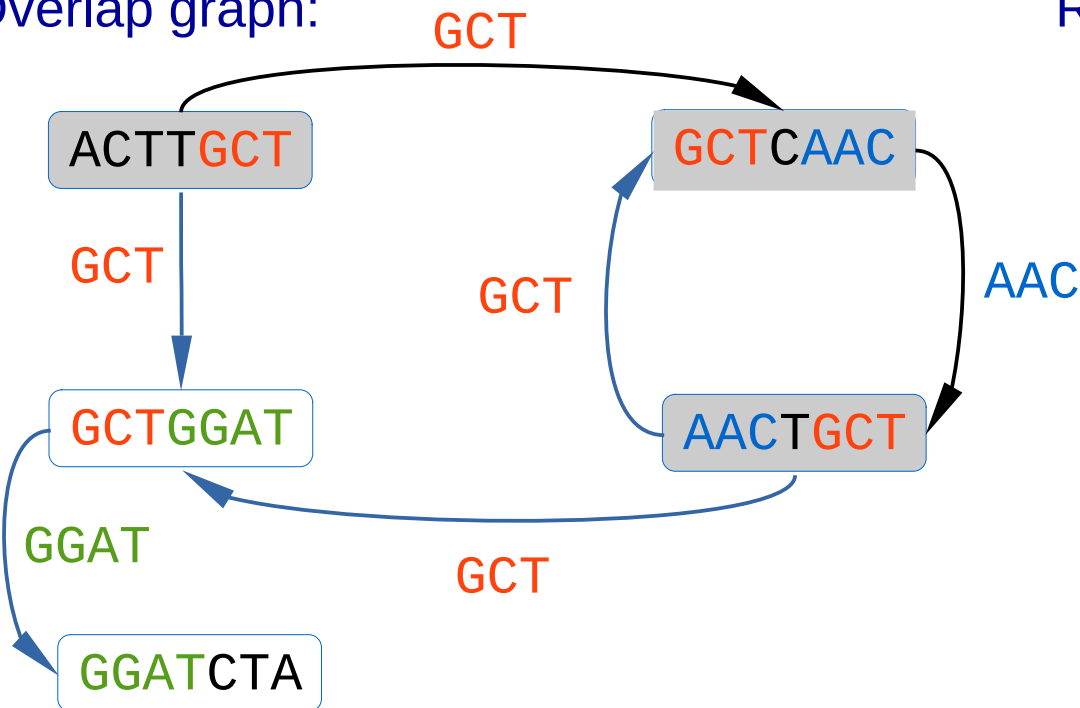 Overlap graph:
R
GCT
ACTTGCT
GCTCAAC
GCT
GCT
AAC
GCTGGAT
AACTGCT
GGAT
GCT
GGATCTA